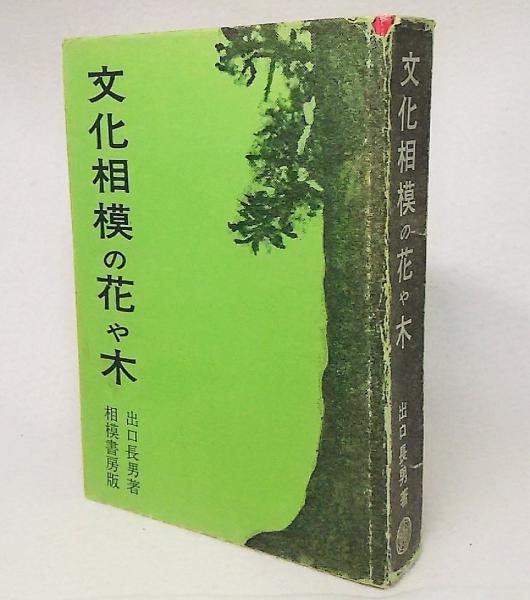 文化相模の花や木
出口長男著
相模書房版
文化相模の花や木
出口長男著